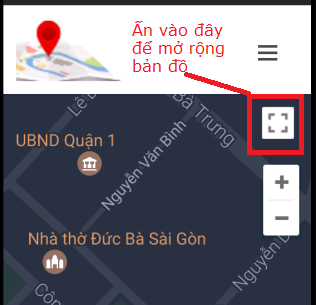 Ấn vào đây
để mở rộng
bản đồ
Lê D
Bà Trưng
UBND Quận 1
Nguyễn Văn Bình
Nhà thờ Đức Bà Sài Gòn
Nguyễn D
Công